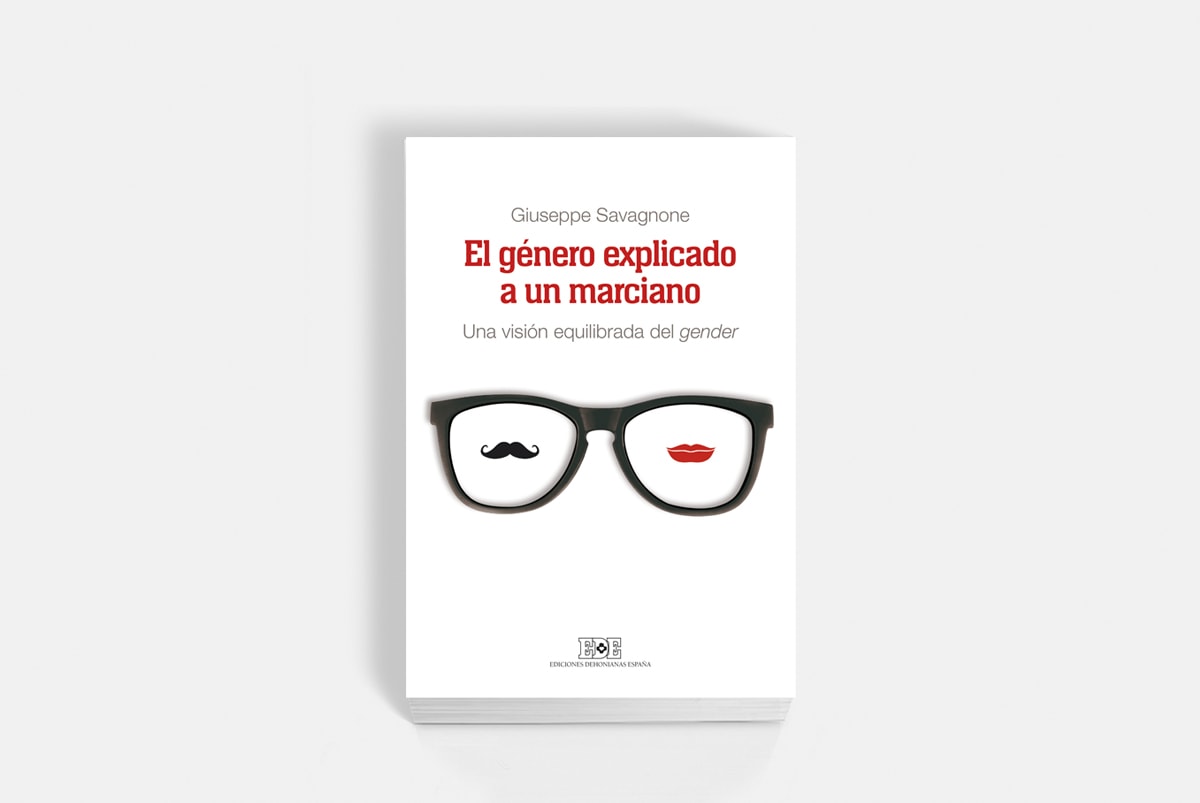 Giuseppe Savagnone
El género explicado
a un marciano
Una visión equilibrada del gender
EDE
EDICIONES DEHONIANAS ESPAÑA